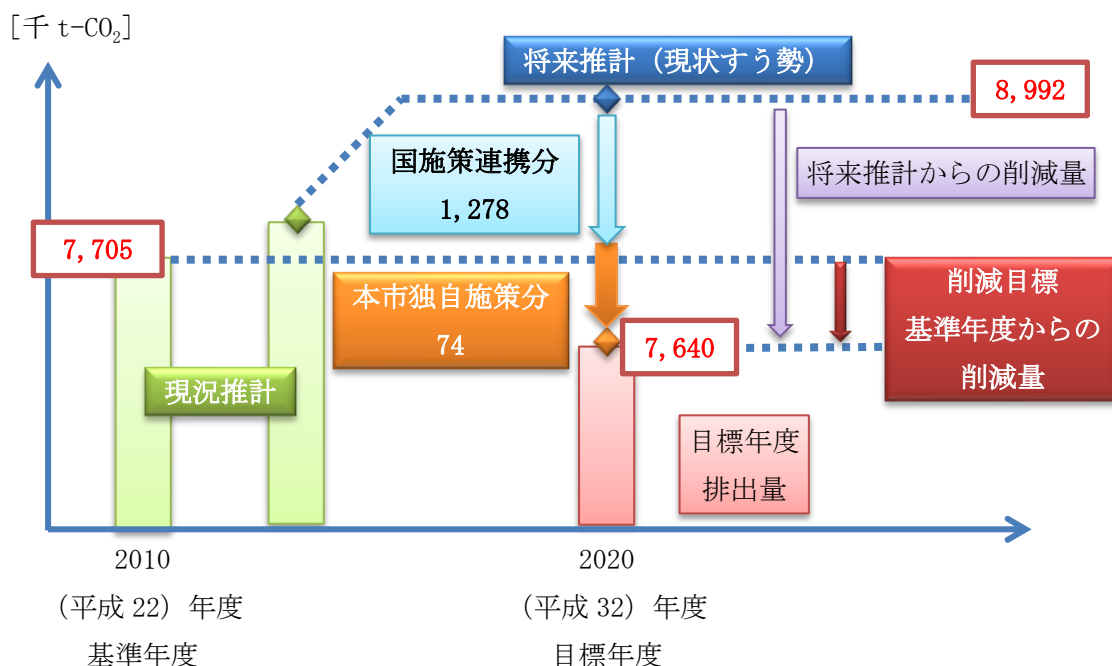 [千 t-CO₂]
将来推計（現状すう勢）
8,992
国施策連携分
1,278
将来推計からの削減量
7,705
本市独自施策分
74
削減目標
基準年度からの
削減量
7,640
現況推計
目標年度
排出量
2010
（平成 22）年度
基準年度
2020
（平成 32）年度
目標年度